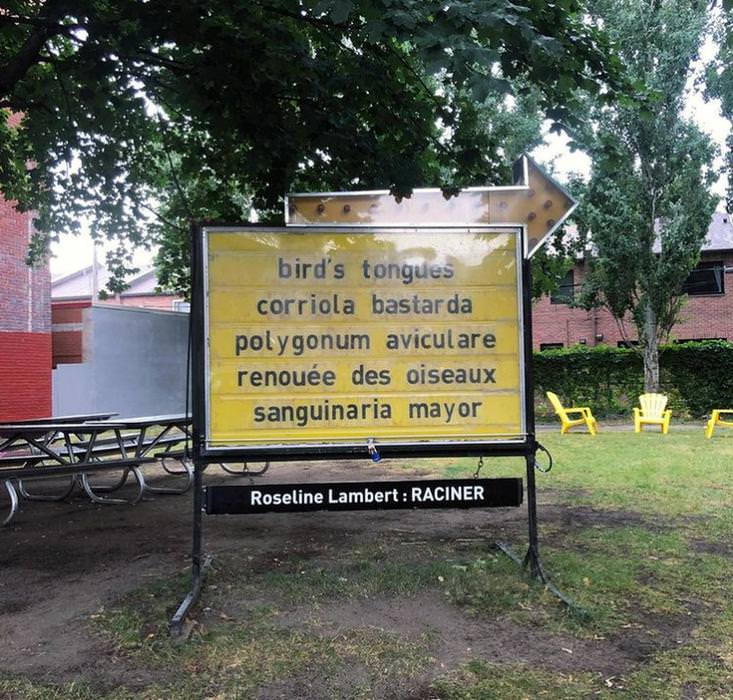 bird's tongues
corriola bastarda
polygonum aviculare
renouée des oiseaux
sanguinaria mayor
Roseline Lambert : RACINER